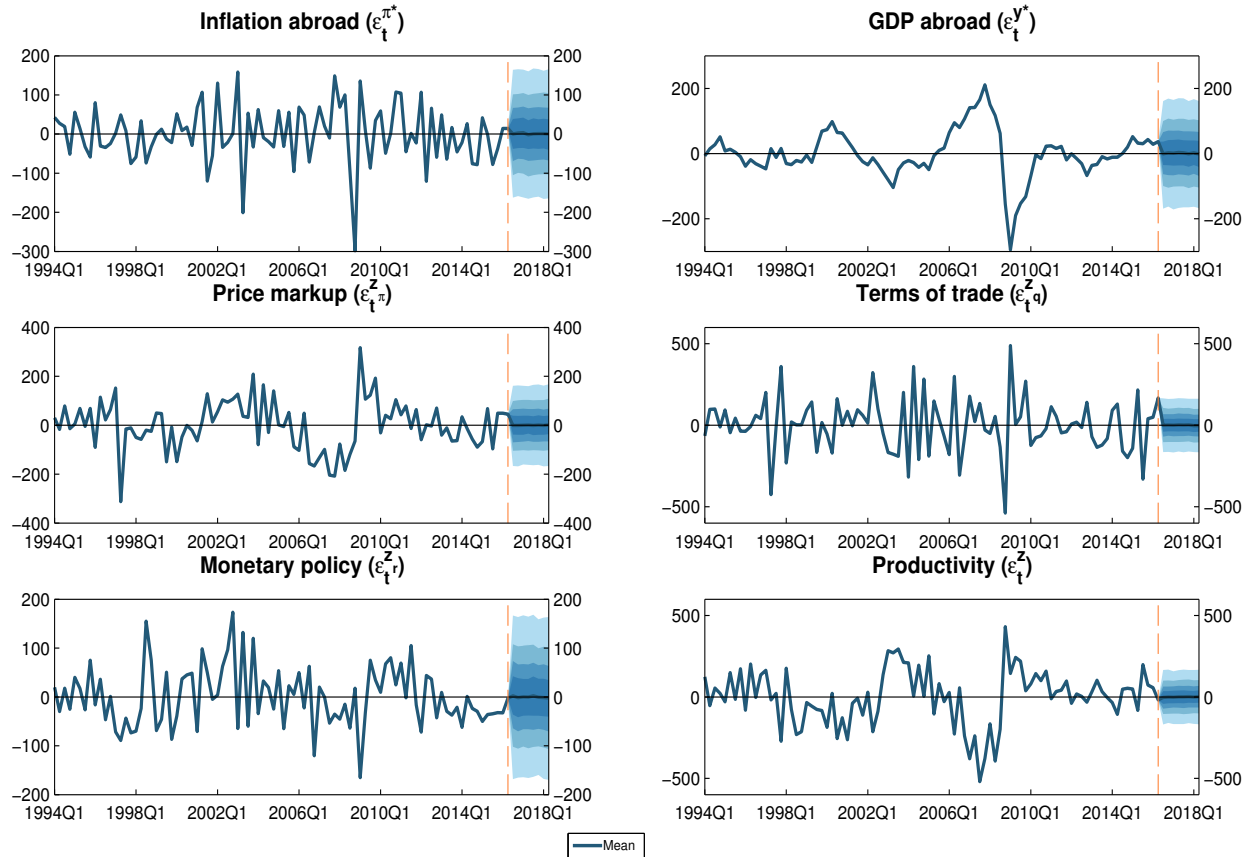 Inflation abroad (ε_t^π*)
200 200
100 100
0 0
−100 −100
−200 −200
−300 −300
1994Q1 1998Q1 2002Q1 2006Q1 2010Q1 2014Q1 2018Q1
GDP abroad (ε_t^y*)
200 200
0 0
−200 −200
1994Q1 1998Q1 2002Q1 2006Q1 2010Q1 2014Q1 2018Q1
Price markup (ε_t^z_π)
400 400
200 200
0 0
−200 −200
−400 −400
1994Q1 1998Q1 2002Q1 2006Q1 2010Q1 2014Q1 2018Q1
Terms of trade (ε_t^z_q)
500 500
0 0
−500 −500
1994Q1 1998Q1 2002Q1 2006Q1 2010Q1 2014Q1 2018Q1
Monetary policy (ε_t^z_r)
200 200
100 100
0 0
−100 −100
−200 −200
1994Q1 1998Q1 2002Q1 2006Q1 2010Q1 2014Q1 2018Q1
Productivity (ε_t^z)
500 500
0 0
−500 −500
1994Q1 1998Q1 2002Q1 2006Q1 2010Q1 2014Q1 2018Q1
Mean